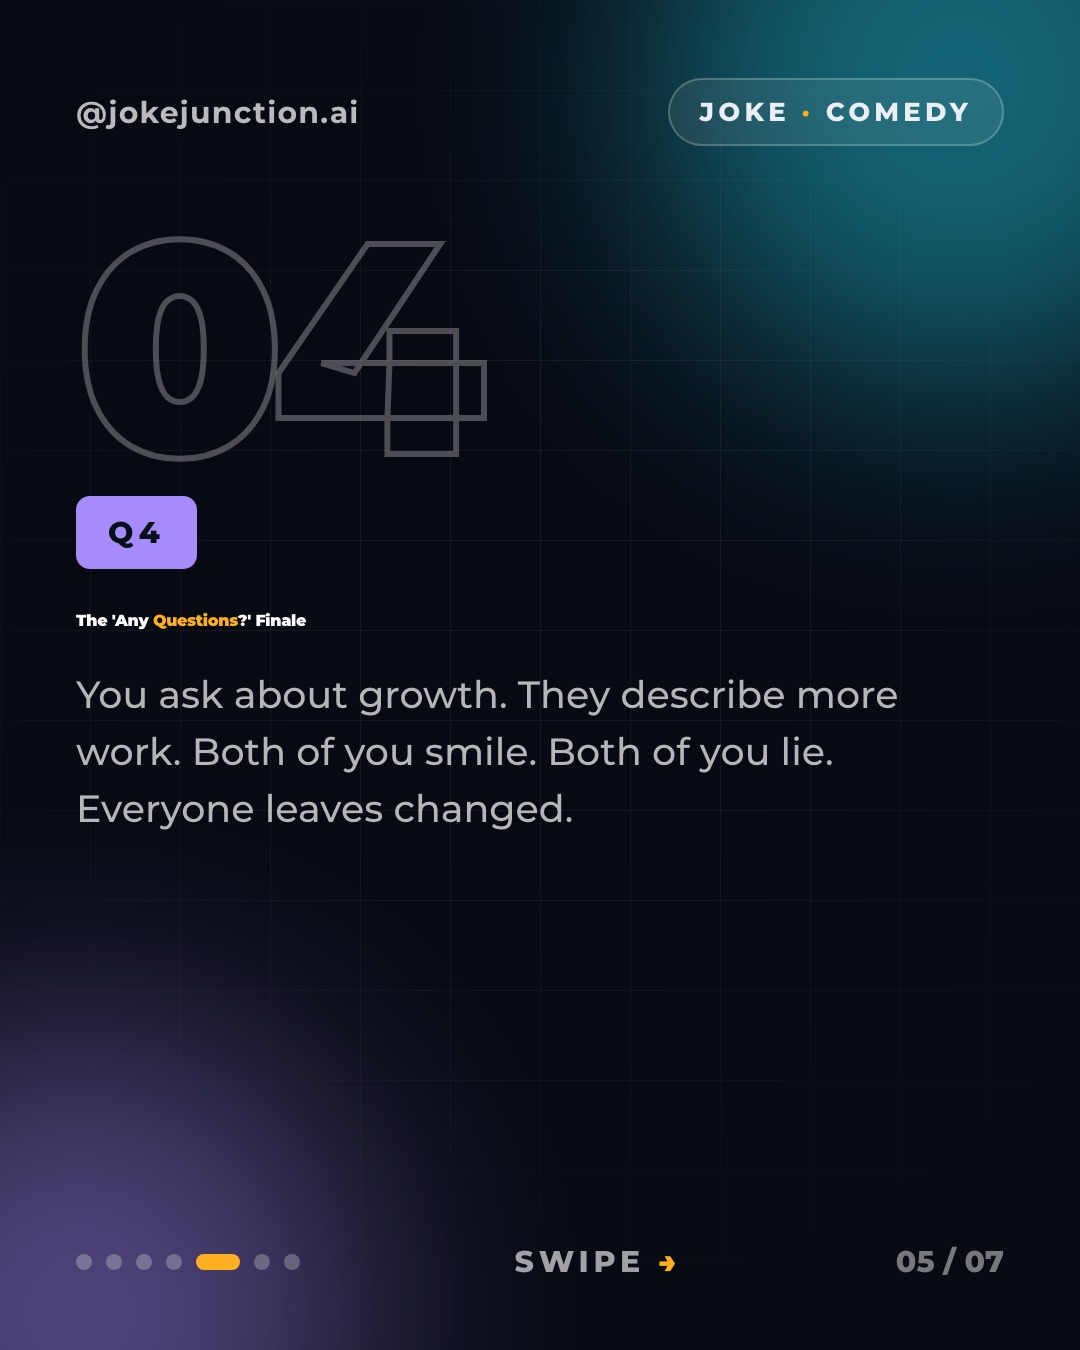 @jokejunction.ai
JOKE • COMEDY
04
Q4
The 'Any Questions?' Finale
You ask about growth. They describe more
work. Both of you smile. Both of you lie.
Everyone leaves changed.
SWIPE →
05 / 07